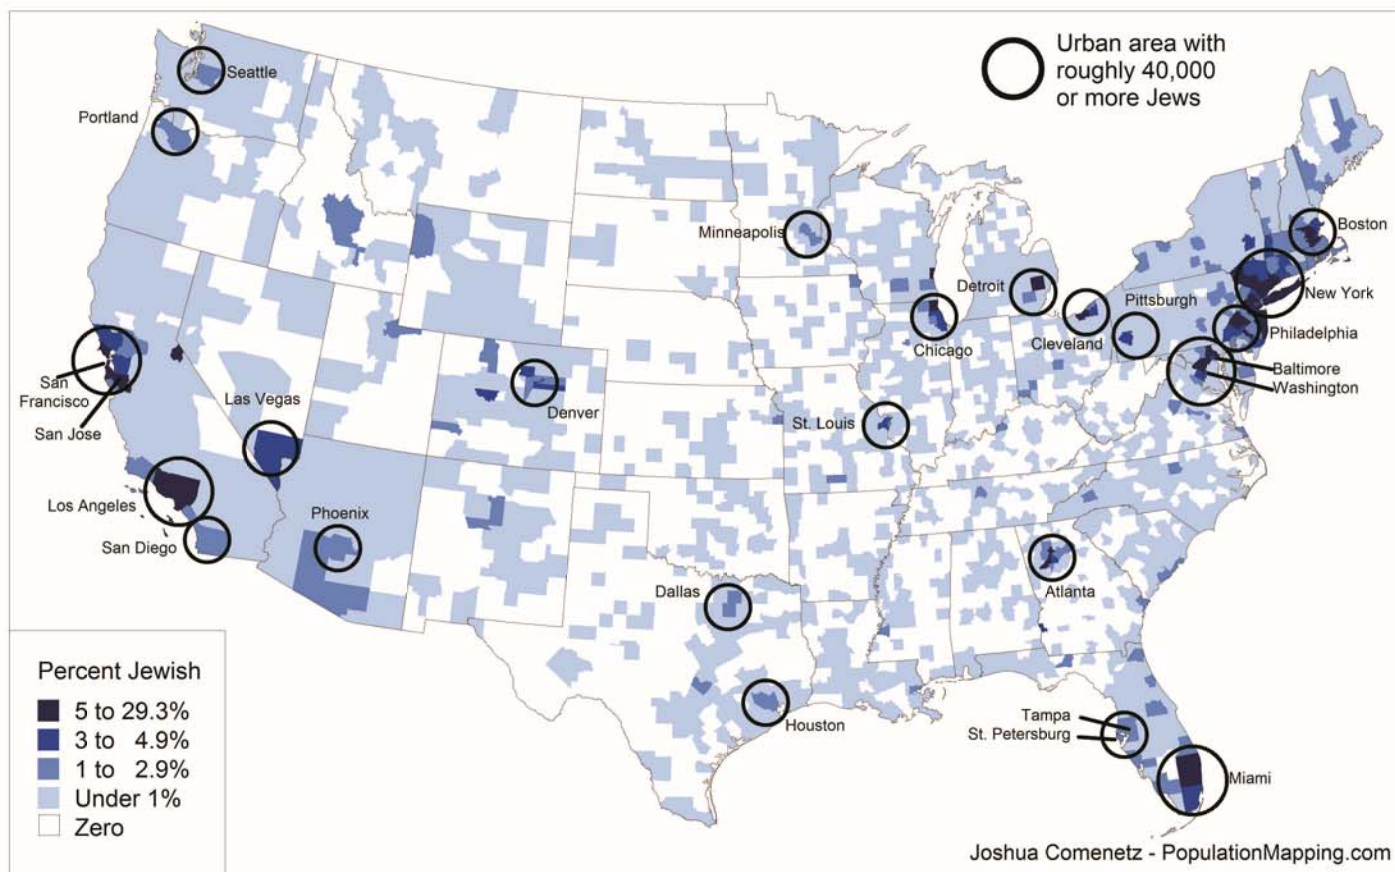 Urban area with
roughly 40,000
or more Jews
Seattle
Portland
Minneapolis
Boston
Detroit
Pittsburgh
New York
Cleveland
Philadelphia
Chicago
Baltimore
Washington
San
Francisco
San Jose
Las Vegas
Denver
St. Louis
Los Angeles
San Diego
Phoenix
Dallas
Atlanta
Houston
Tampa
St. Petersburg
Miami
Percent Jewish
5 to 29.3%
3 to 4.9%
1 to 2.9%
Under 1%
Zero
Joshua Comenetz - PopulationMapping.com